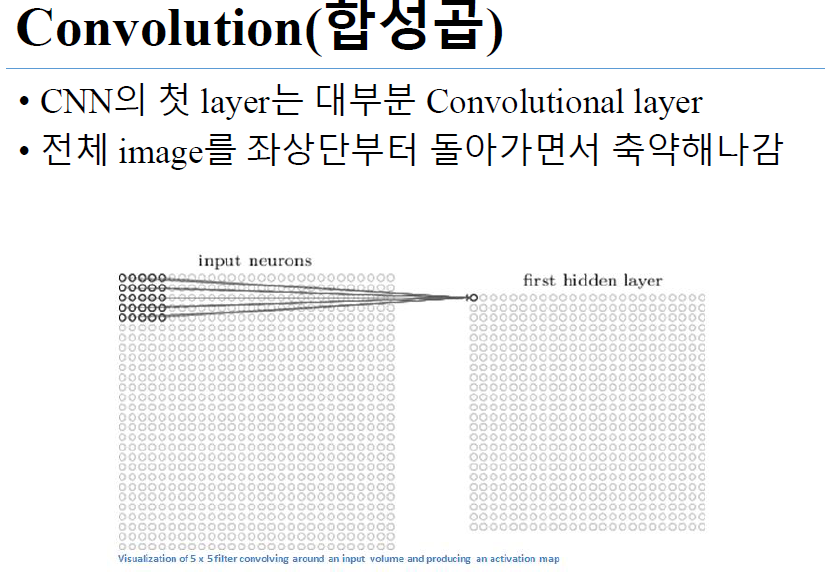 Convolution(합성곱)
• CNN의 첫 layer는 대부분 Convolutional layer
• 전체 image를 좌상단부터 돌아가면서 축약해나감
input neurons
first hidden layer
Visualization of 5 x 5 filter convolving around an input volume and producing an activation map